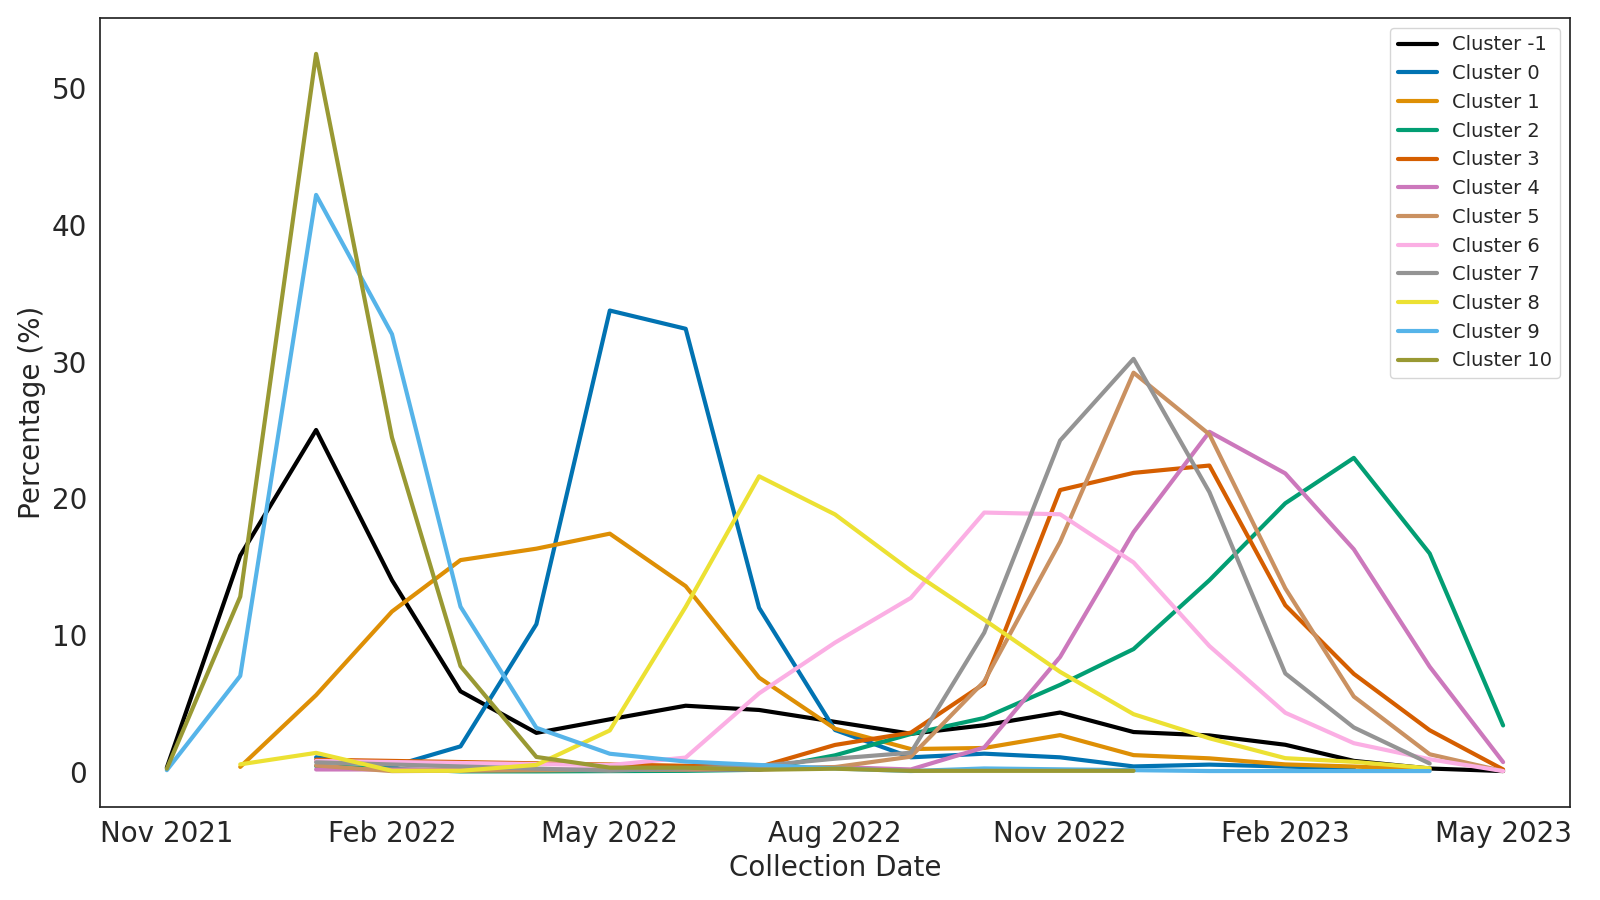 Cluster -1
Cluster 0
Cluster 1
Cluster 2
Cluster 3
Cluster 4
Cluster 5
Cluster 6
Cluster 7
Cluster 8
Cluster 9
Cluster 10
Percentage (%)
50
40
30
20
10
0
Nov 2021 Feb 2022 May 2022 Aug 2022 Nov 2022 Feb 2023 May 2023
Collection Date